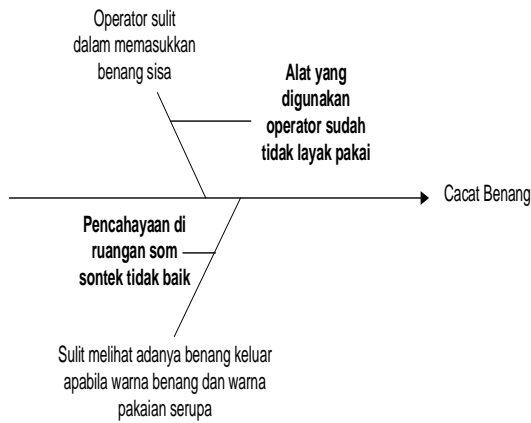 Operator sulit
dalam memasukkan
benang sisa
Alat yang
digunakan
operator sudah
tidak layak pakai
Cacat Benang
Pencahayaan di
ruangan som
sontek tidak baik
Sulit melihat adanya benang keluar
apabila warna benang dan warna
pakaian serupa